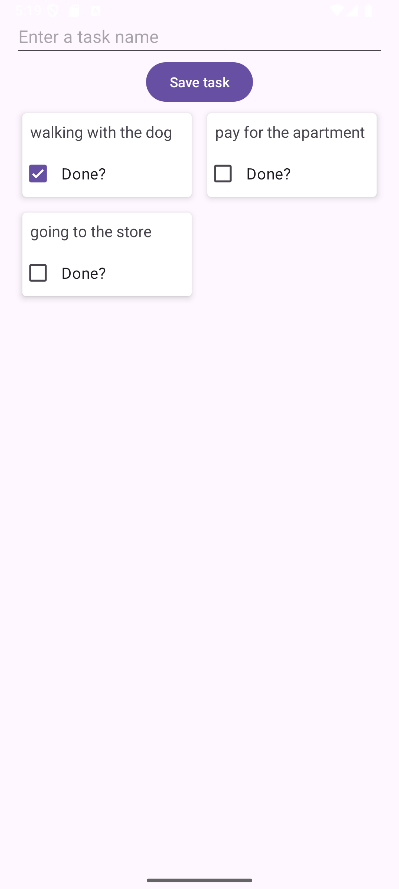 Enter a task name
Save task
walking with the dog
Done?
pay for the apartment
Done?
going to the store
Done?